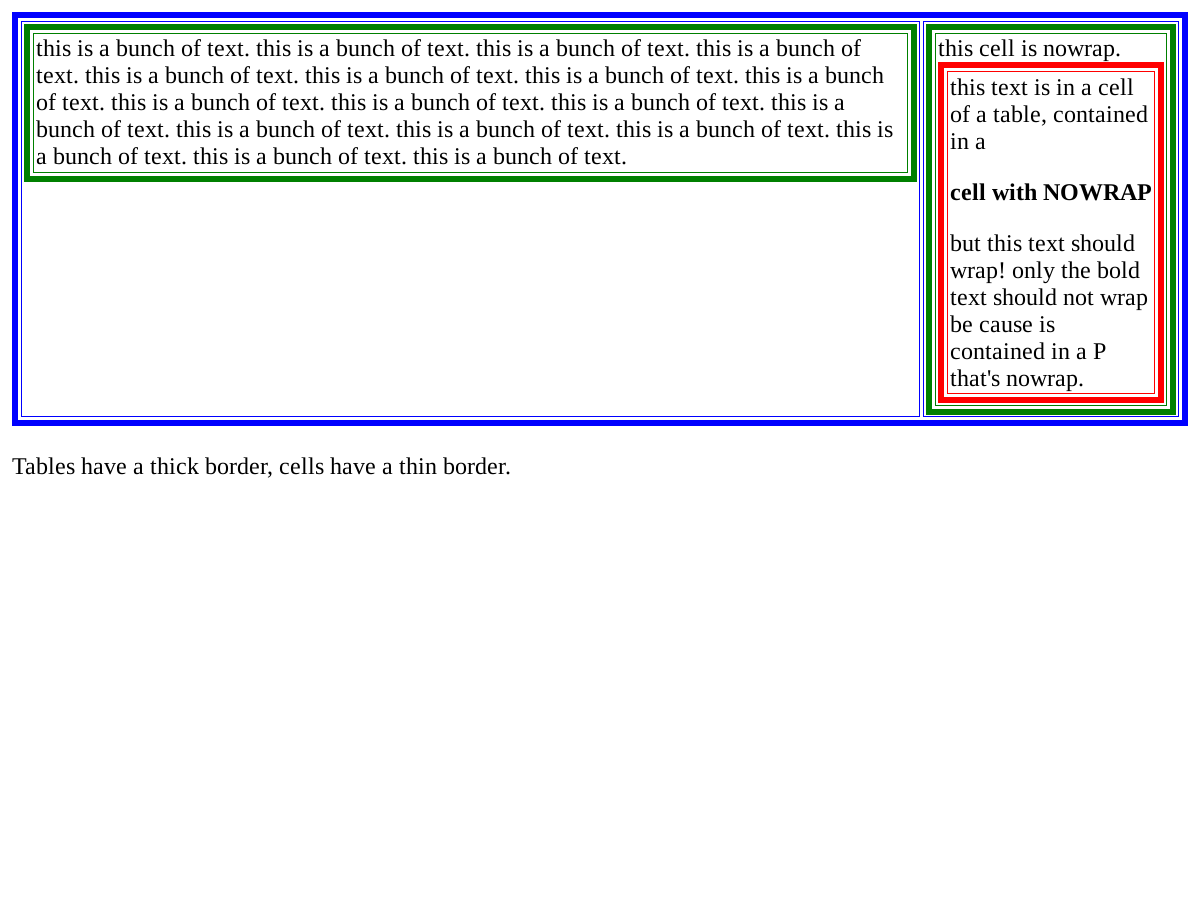 this is a bunch of text. this is a bunch of text. this is a bunch of text. this is a bunch of
text. this is a bunch of text. this is a bunch of text. this is a bunch of text. this is a bunch
of text. this is a bunch of text. this is a bunch of text. this is a bunch of text. this is a
bunch of text. this is a bunch of text. this is a bunch of text. this is a bunch of text. this is
a bunch of text. this is a bunch of text. this is a bunch of text.
this cell is nowrap.
this text is in a cell
of a table, contained
in a
cell with NOWRAP
but this text should
wrap! only the bold
text should not wrap
be cause is
contained in a P
that's nowrap.
Tables have a thick border, cells have a thin border.